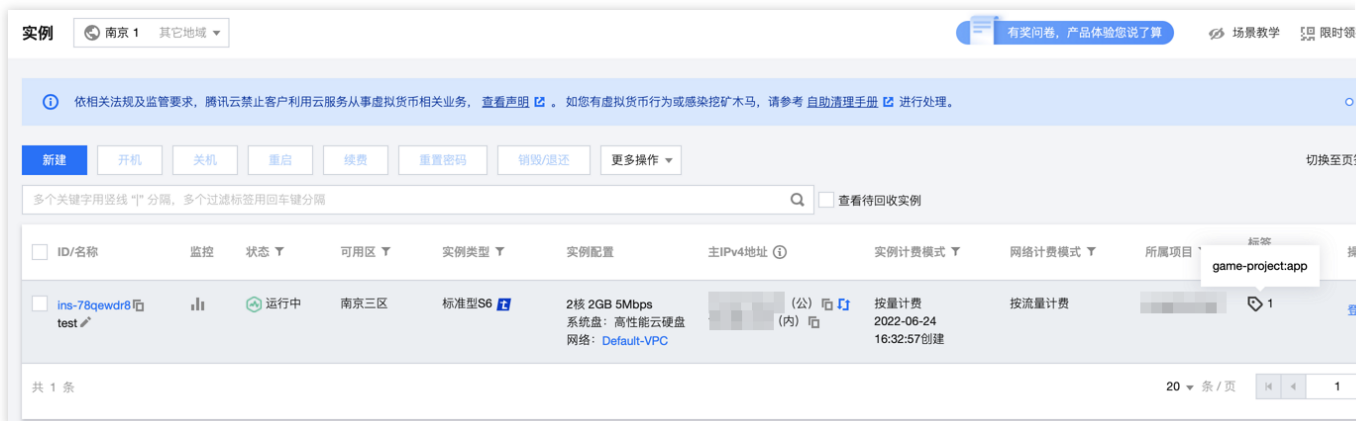 实例 南京 1 其它地域 有奖问卷，产品体验您说了算 场景教学 限时领
依相关法规及监管要求，腾讯云禁止客户利用云服务从事虚拟货币相关业务，查看声明 。如您有虚拟货币行为或感染挖矿木马，请参考 自助清理手册 进行处理。
新建 开机 关机 重启 续费 重置密码 销毁/退还 更多操作 切换至页
多个关键字用竖线 "|" 分隔，多个过滤标签用回车键分隔 查看待回收实例
ID/名称 监控 状态 可用区 实例类型 实例配置 主IPv4地址 实例计费模式 网络计费模式 所属项目 标签
game-project:app
ins-78qewdr8 运行中 南京三区 标准型S6 2核 2GB 5Mbps （公） 按量计费 按流量计费 1
test 系统盘：高性能云硬盘 （内） 2022-06-24
网络：Default-VPC 16:32:57创建
共 1 条 20 条 / 页 1